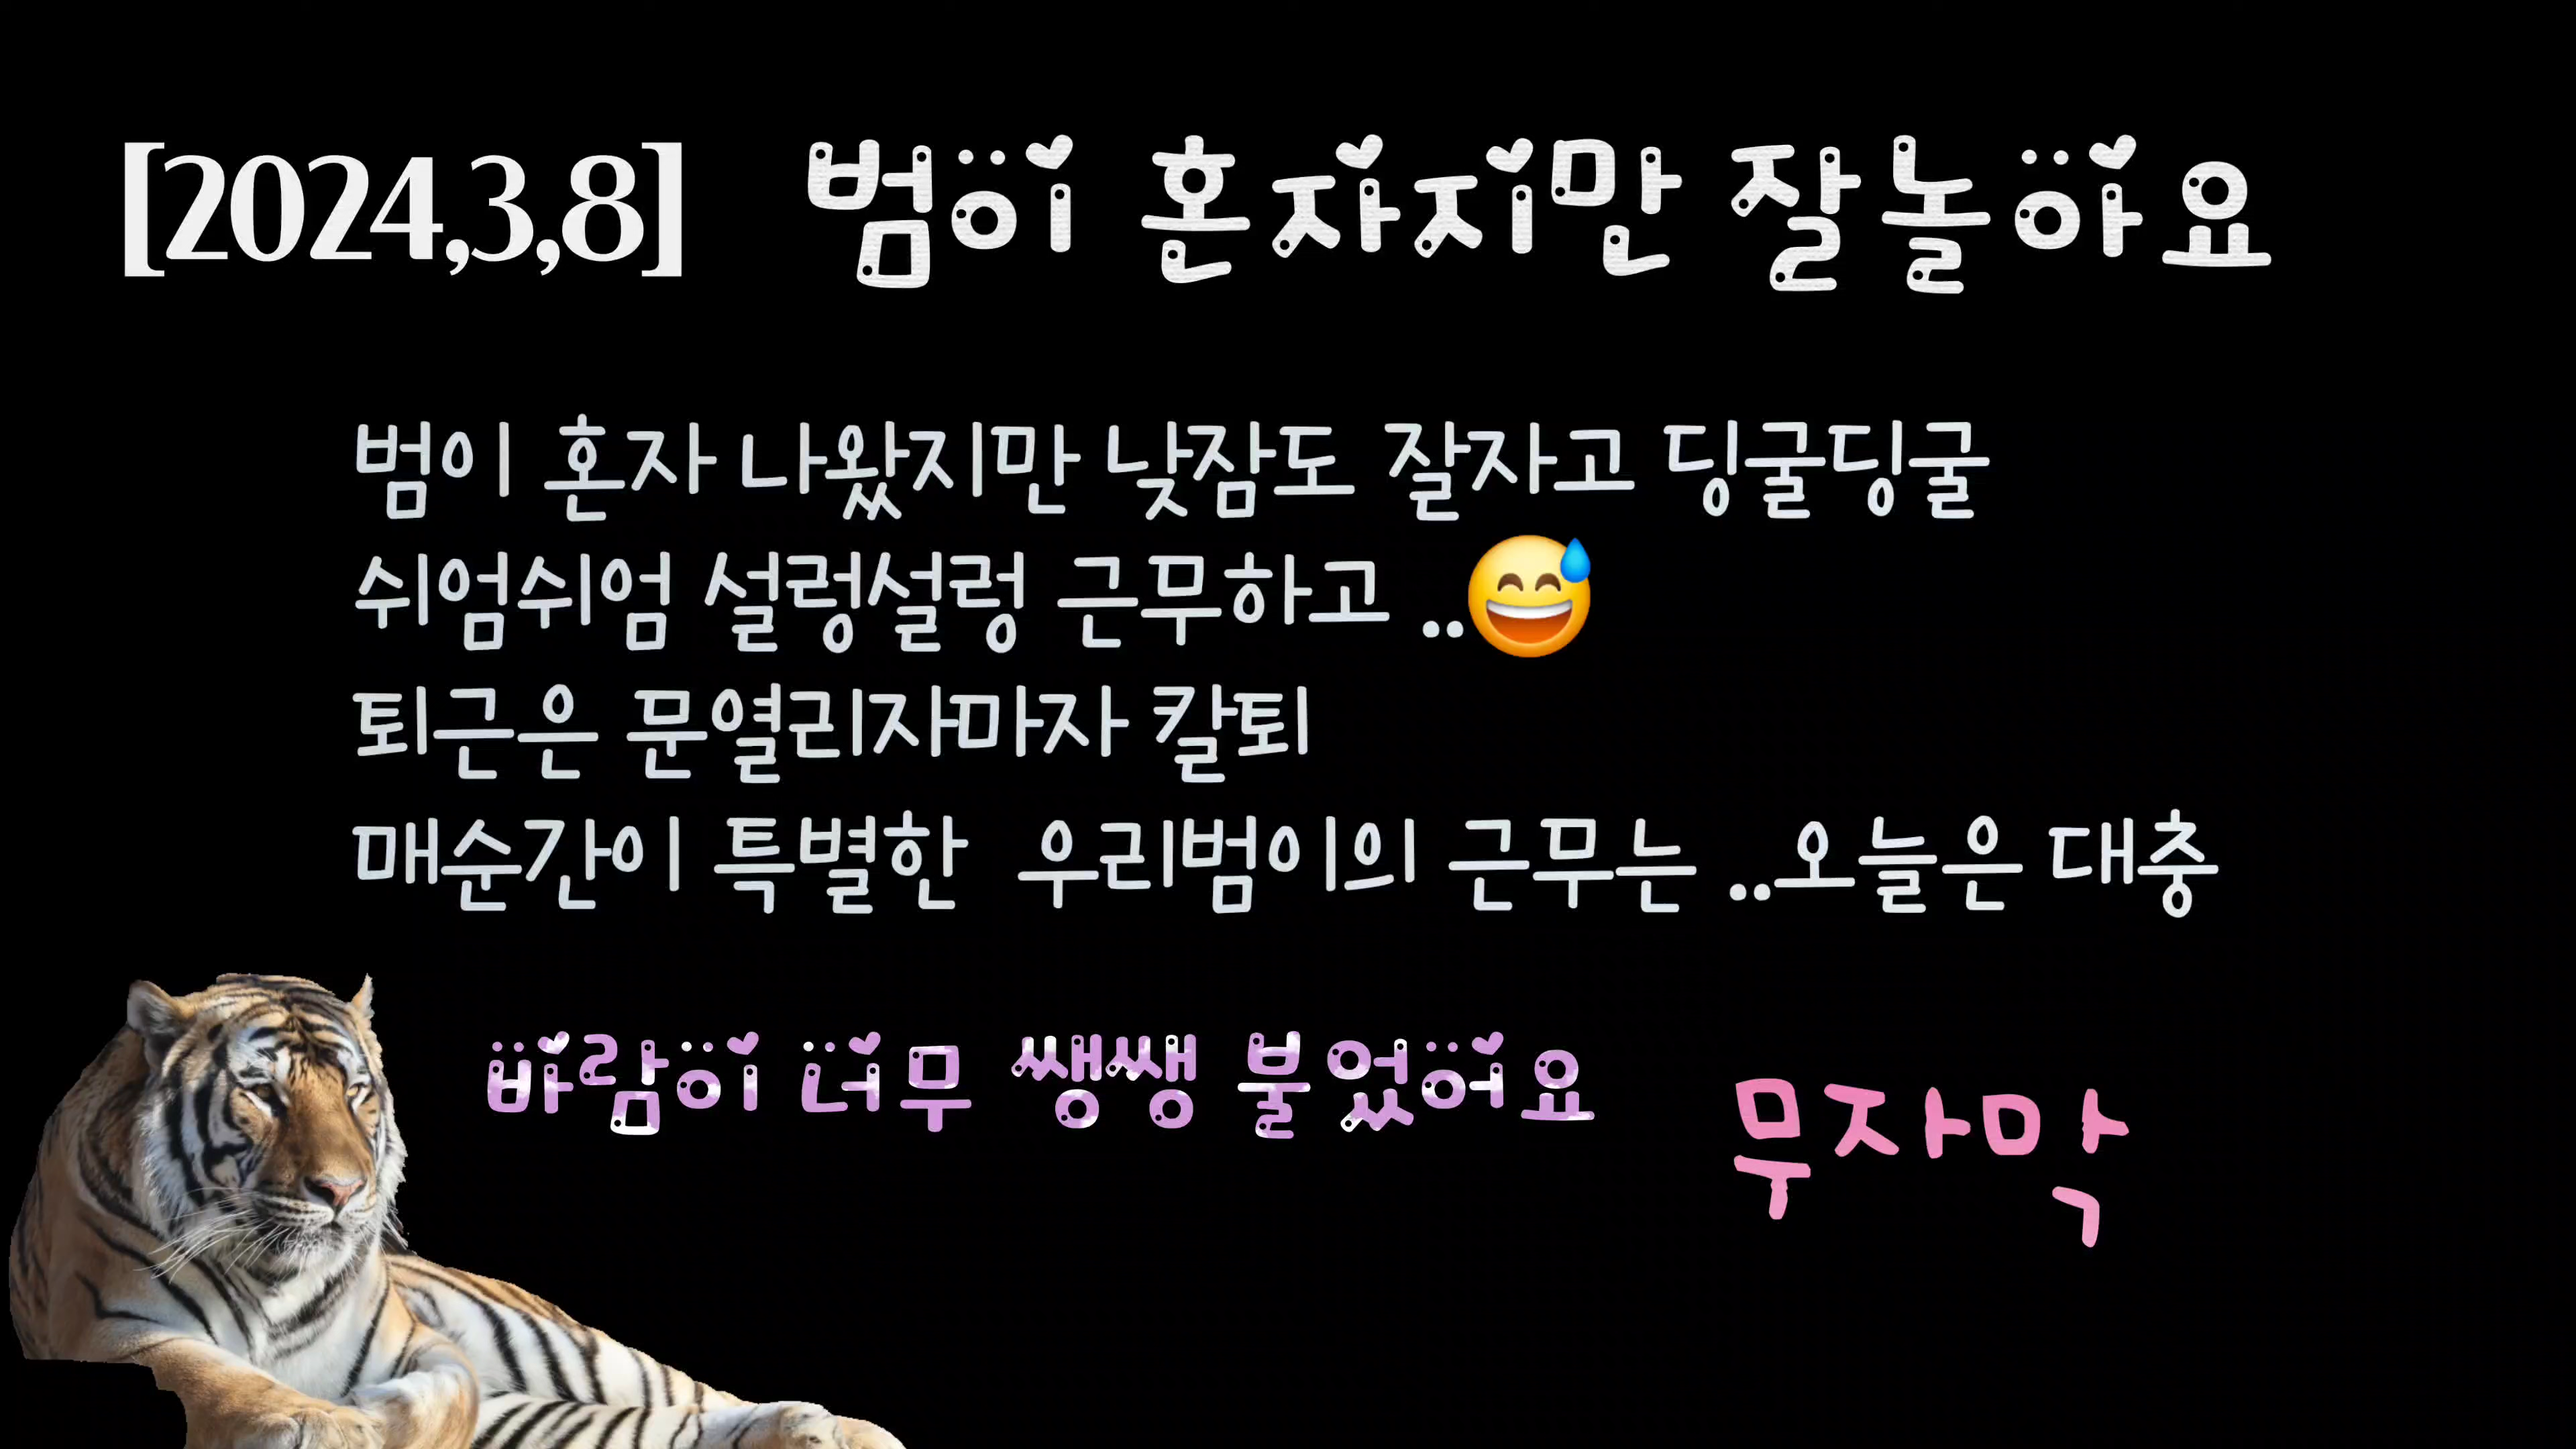 [2024,3,8] 범이 혼자지만 잘놀아요
범이 혼자 나왔지만 낮잠도 잘자고 딩굴딩굴
쉬엄쉬엄 설렁설렁 근무하고 ..😅
퇴근은 문열리자마자 칼퇴
매순간이 특별한 우리범이의 근무는 ..오늘은 대충
바람이 너무 쌩쌩 불었어요
무자막